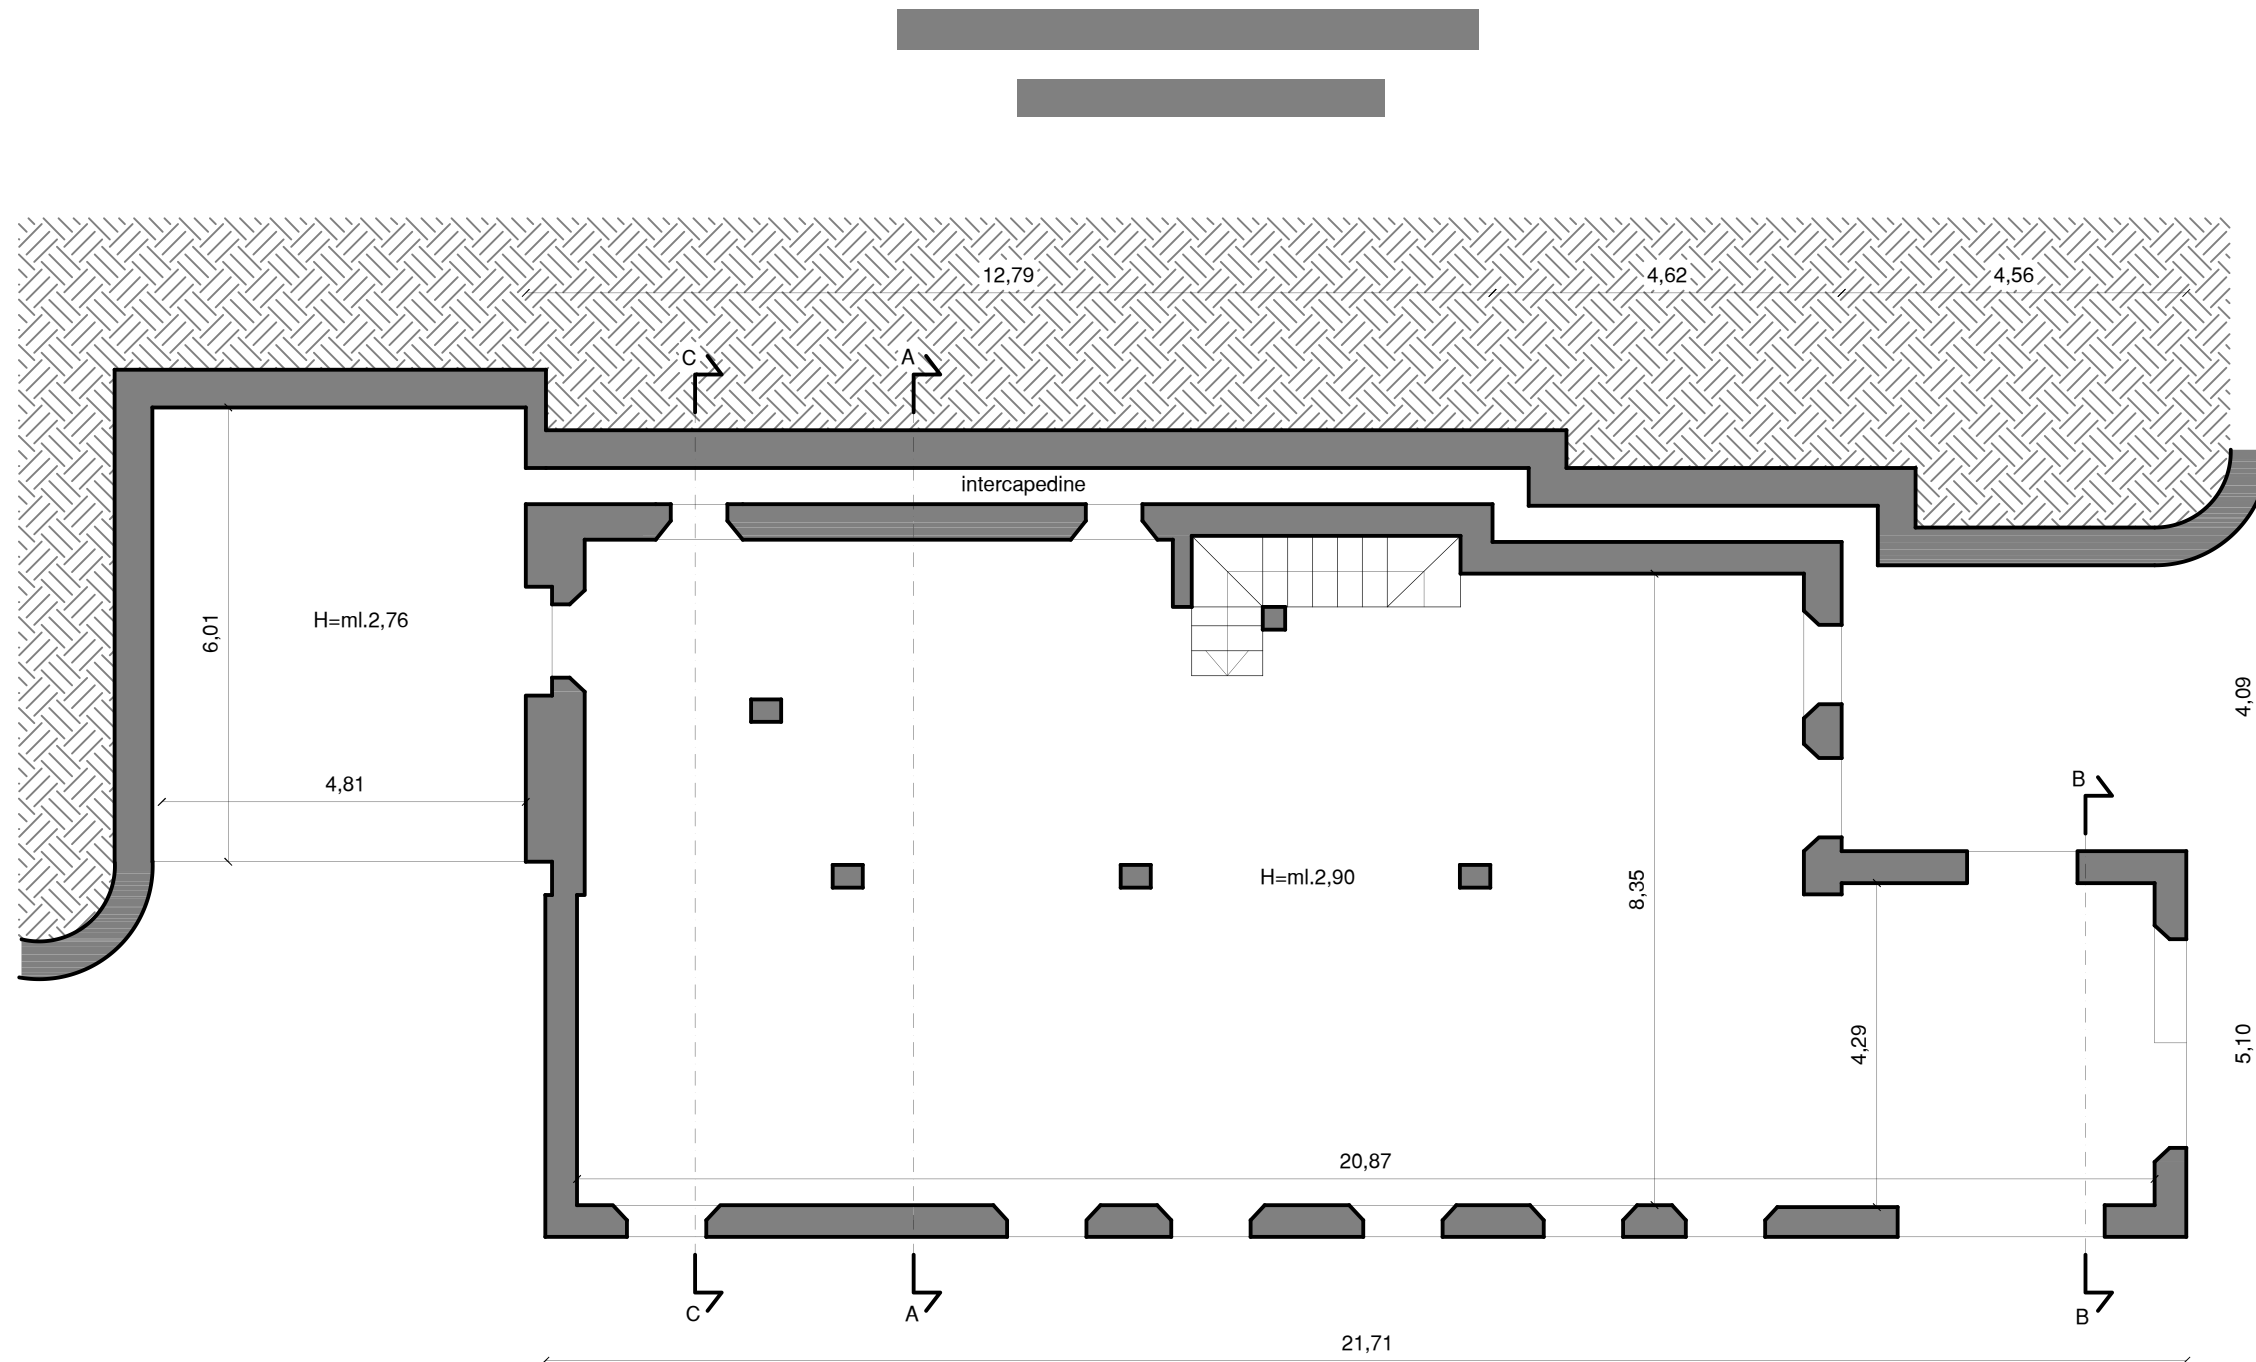 12,79
4,62
4,56
C
A
intercapedine
H=ml.2,76
6,01
4,09
4,81
B
H=ml.2,90
8,35
4,29
5,10
20,87
C
A
B
21,71